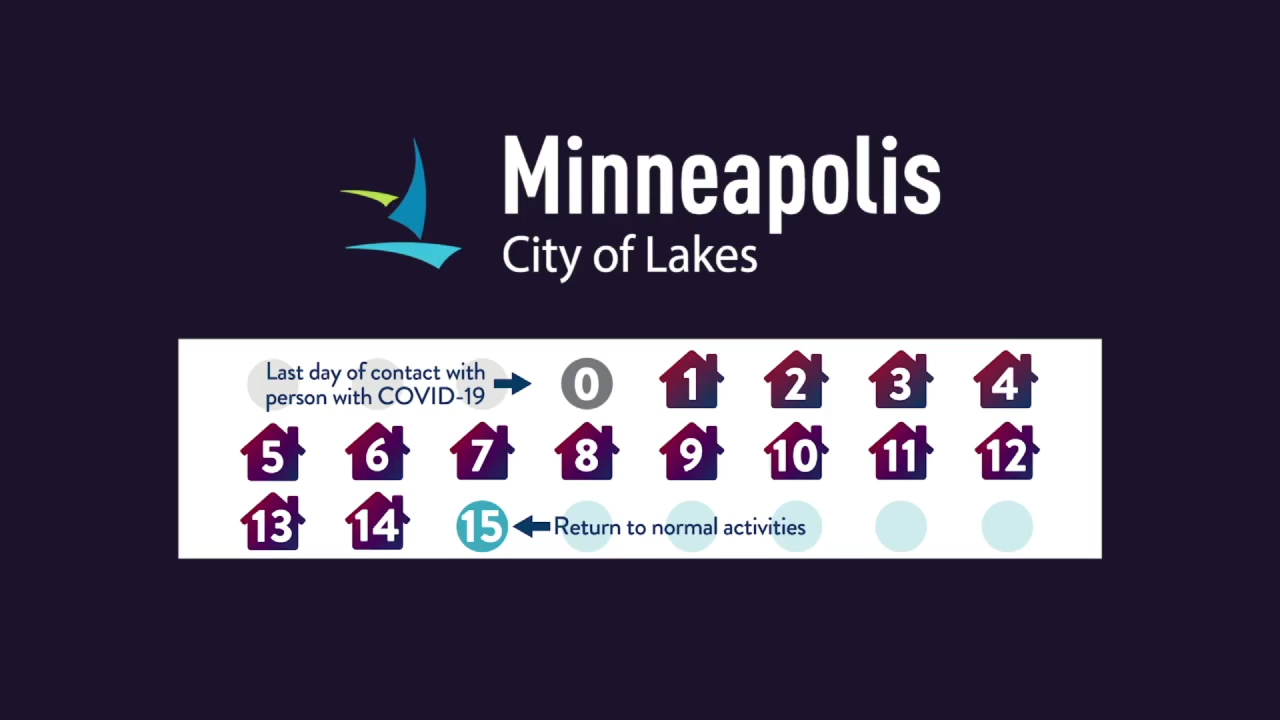 Minneapolis
City of Lakes
Last day of contact with
person with COVID-19
0 1 2 3 4
5 6 7 8 9 10 11 12
13 14 15 Return to normal activities